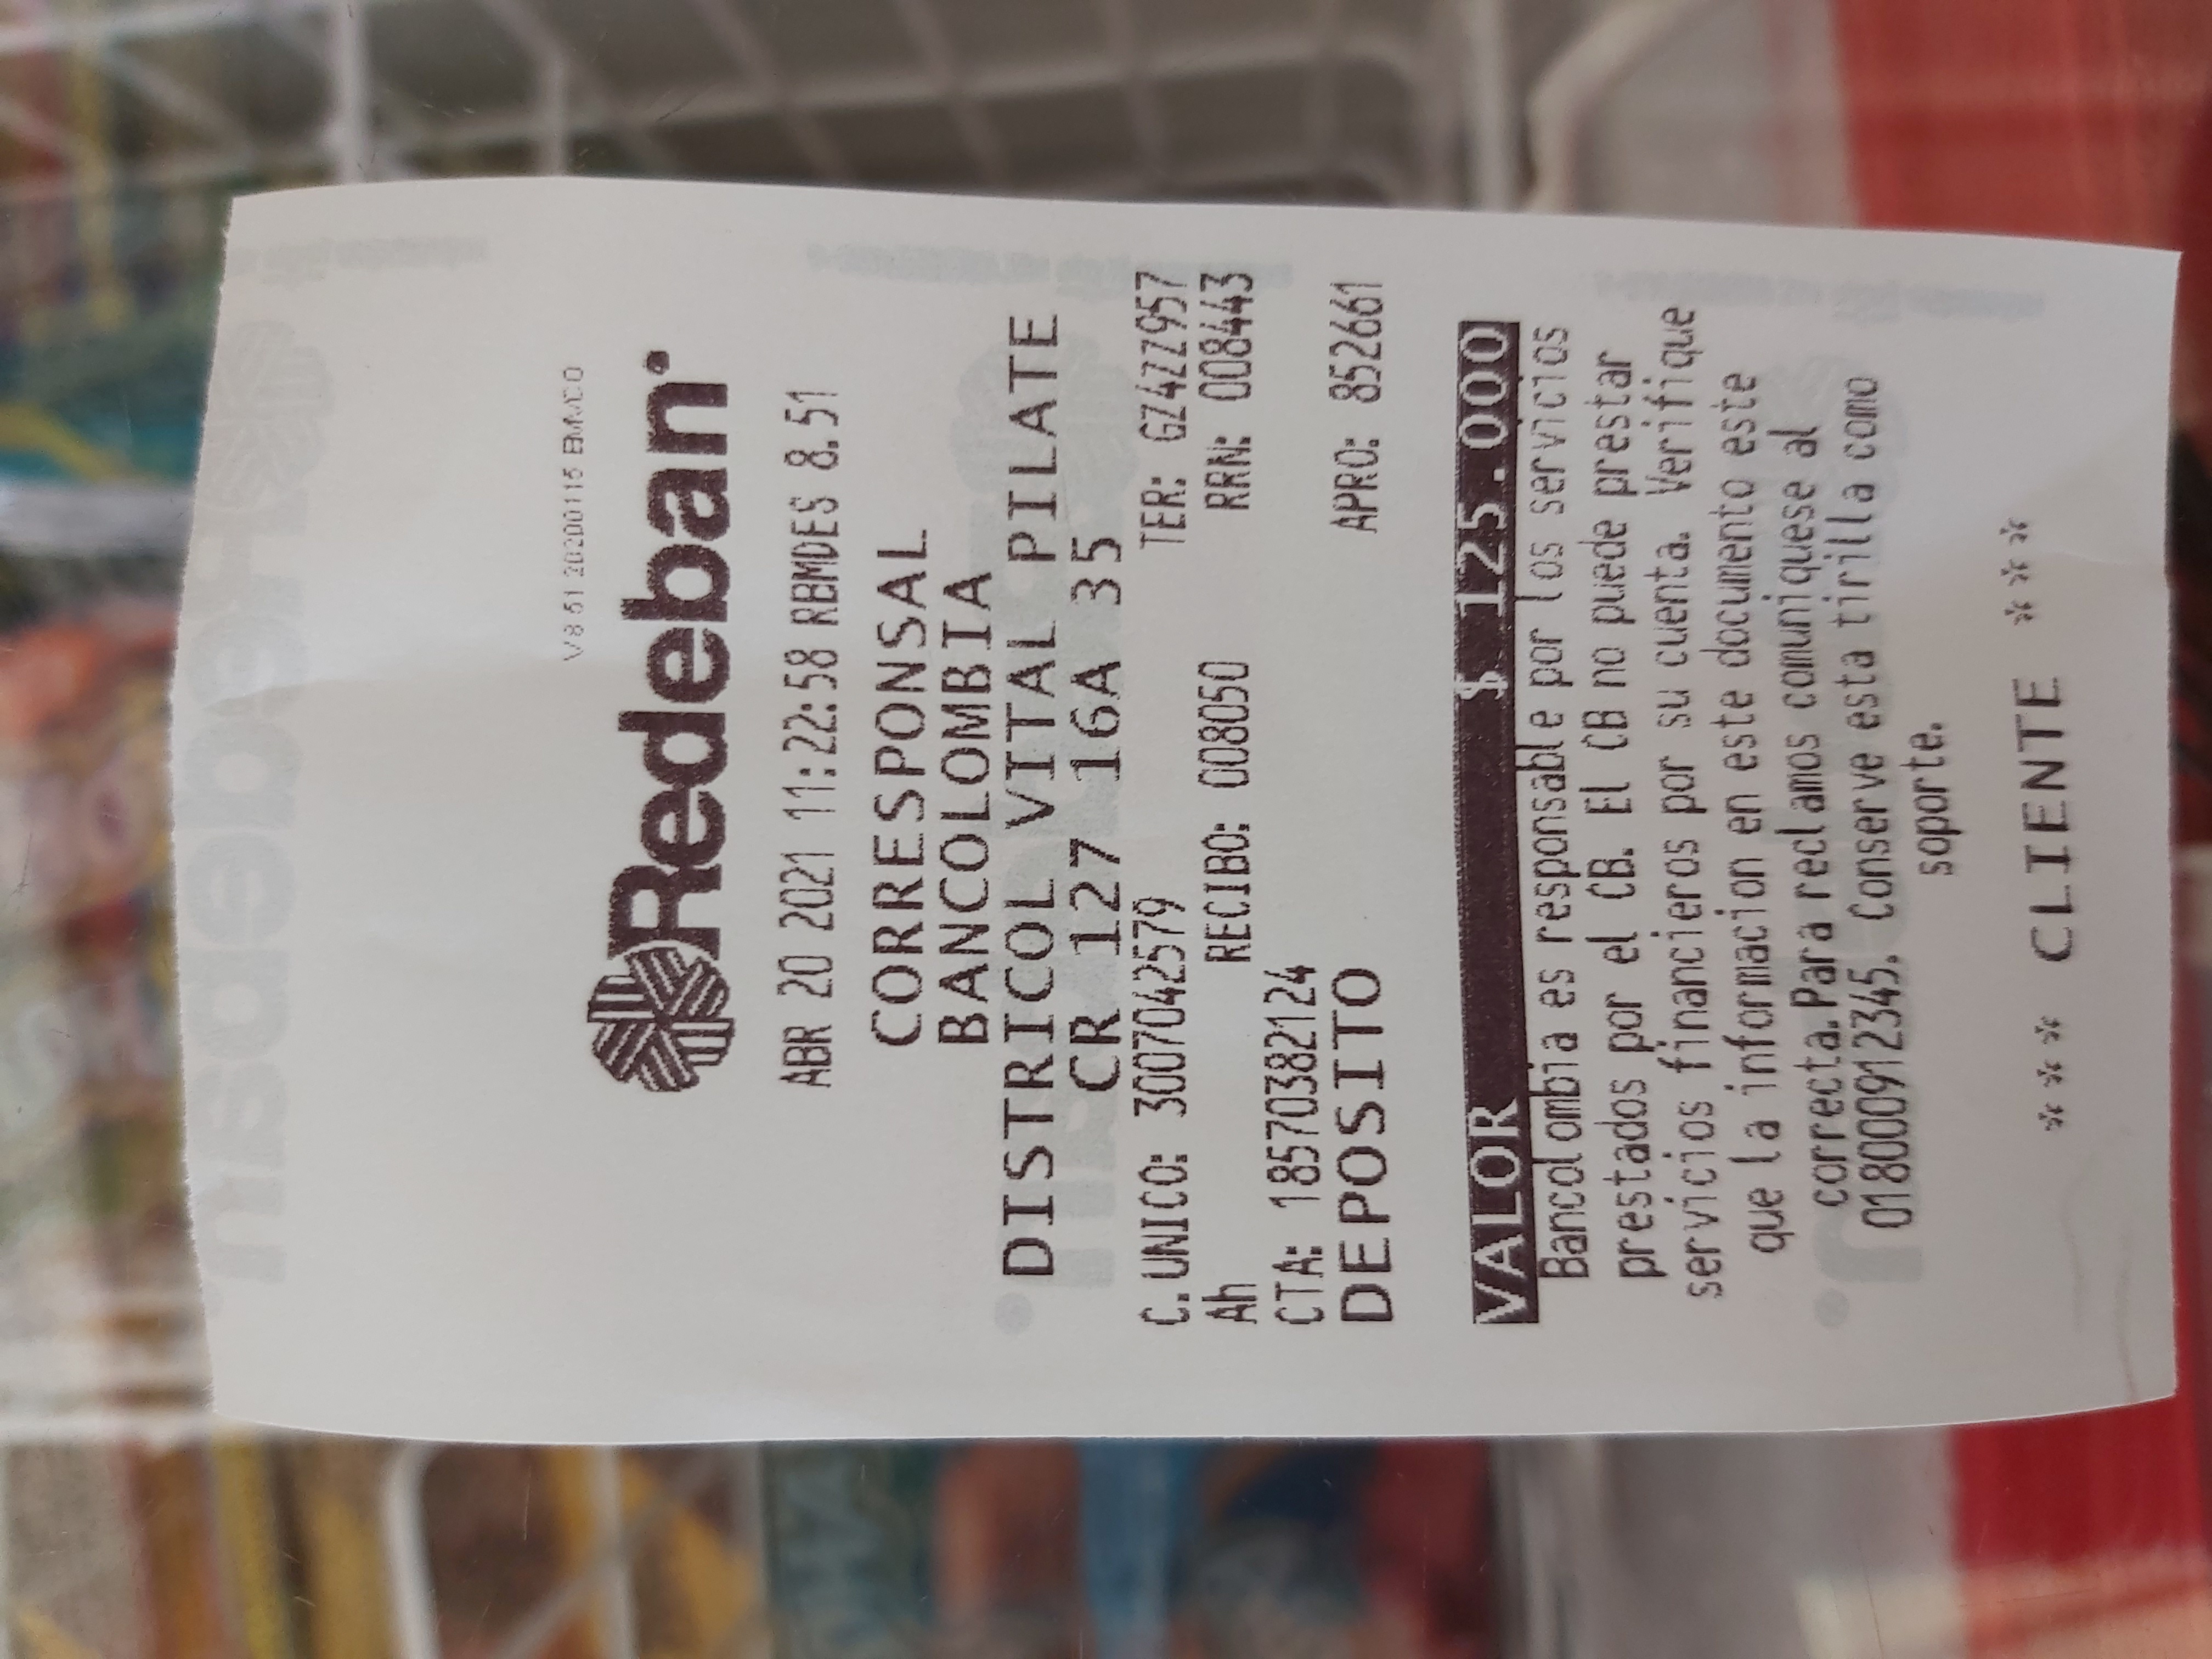 V8.51 20200115 BMVCO
Redeban
ABR 20 2021 11:22:58 RBMDES 8.51
CORRESPONSAL
BANCOLOMBIA
DISTRICOL VITAL PILATE
CR 127 16A 35
C.UNICO: 3007042579 TER: GZ4ZZ957
Ah RECIBO: 008050 RRN: 008443
CTA: 18570382124
DEPOSITO APRO: 852661
VALOR $ 125.000
Bancolombia es responsable por los servicios
prestados por el CB. El CB no puede prestar
servicios financieros por su cuenta. Verifique
que la informacion en este documento este
correcta.Para reclamos comuniquese al
018000912345. Conserve esta tirilla como
soporte.
*** CLIENTE ***